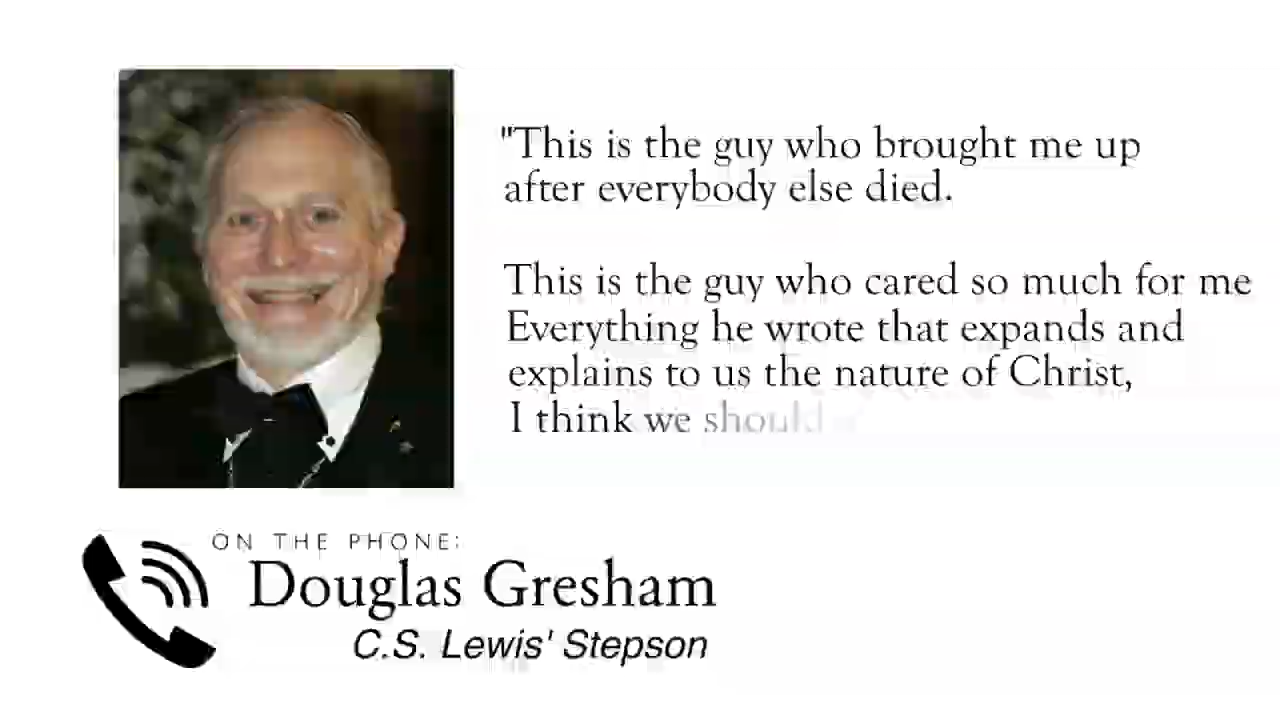 "This is the guy who brought me up
after everybody else died.
This is the guy who cared so much for me
Everything he wrote that expands and
explains to us the nature of Christ,
I think we should
ON THE PHONE:
Douglas Gresham
C.S. Lewis' Stepson